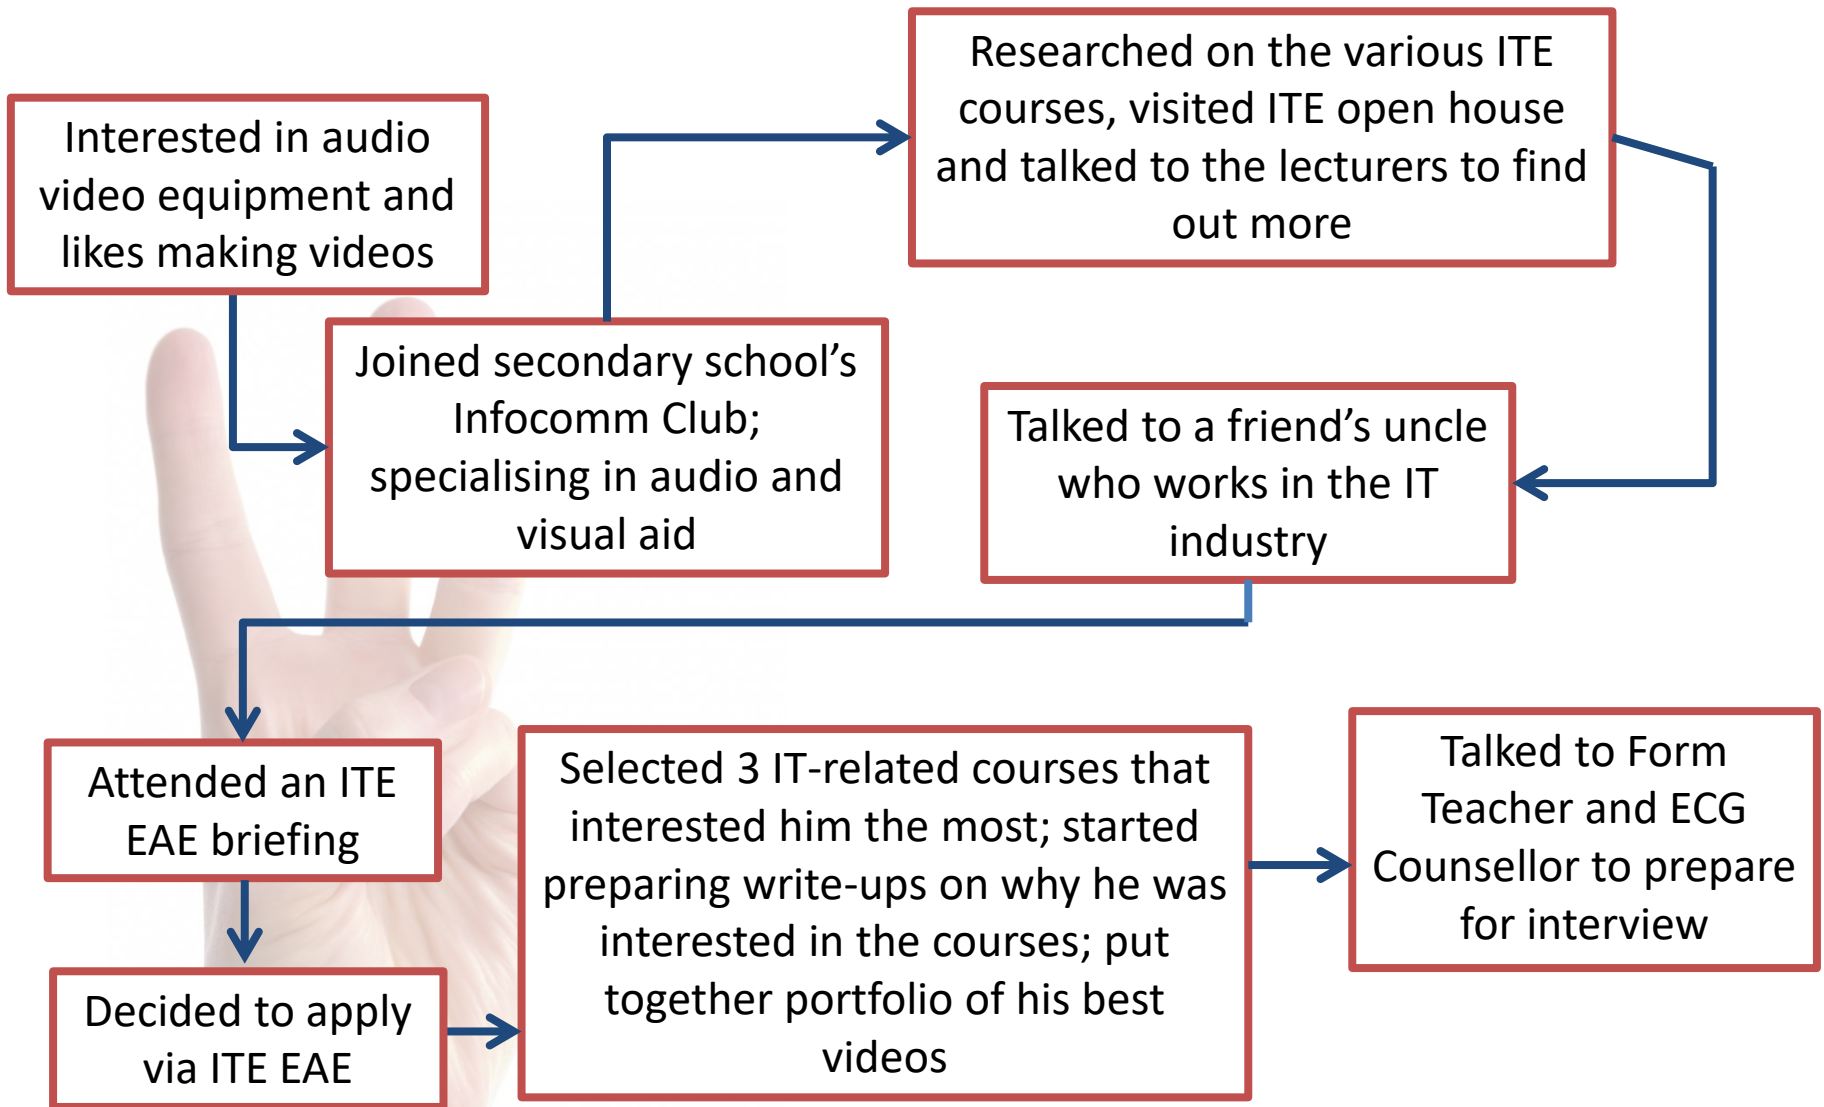 Interested in audio
video equipment and
likes making videos
Joined secondary school’s
Infocomm Club;
specialising in audio and
visual aid
Researched on the various ITE
courses, visited ITE open house
and talked to the lecturers to find
out more
Talked to a friend’s uncle
who works in the IT
industry
Attended an ITE
EAE briefing
Decided to apply
via ITE EAE
Selected 3 IT-related courses that
interested him the most; started
preparing write-ups on why he was
interested in the courses; put
together portfolio of his best
videos
Talked to Form
Teacher and ECG
Counsellor to prepare
for interview